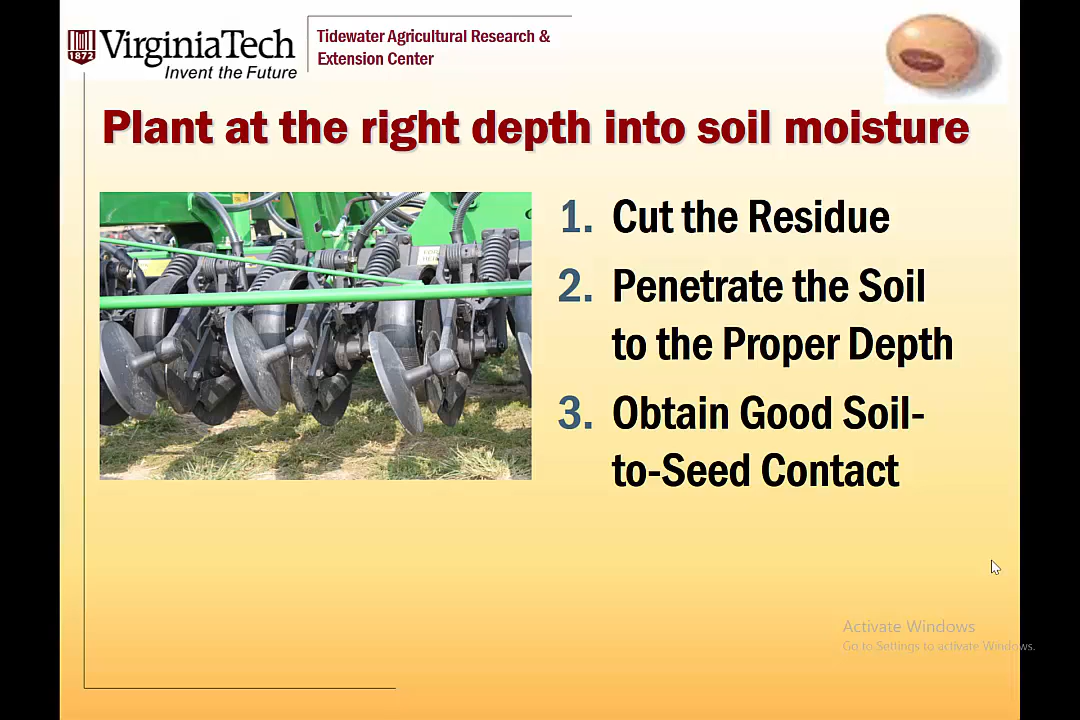 VirginiaTech
1872
Invent the Future
Tidewater Agricultural Research &
Extension Center
Plant at the right depth into soil moisture
1. Cut the Residue
2. Penetrate the Soil
to the Proper Depth
3. Obtain Good Soil-
to-Seed Contact
Activate Windows
Go to Settings to activate Windows.